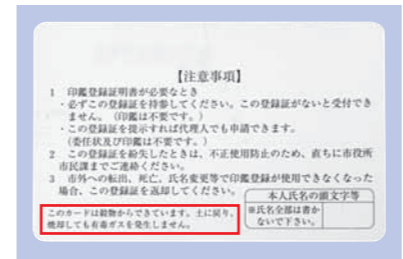 【注意事項】
1 印鑑登録証明書が必要なとき
・必ずこの登録証を持参してください。この登録証がないと受付でき
ません。(印鑑は不要です。)
・この登録証を提示すれば代理人でも申請できます。
(委任状及び印鑑は不要です。)
2 この登録証を紛失したときは、不正使用防止のため、直ちに市役所
市民課までご連絡ください。
3 市外への転出、死亡、氏名変更等で印鑑登録が使用できなくなった
場合、この登録証を返却してください。
本人氏名の頭文字等
※氏名全部は書か
ないで下さい。
このカードは穀物からできています。土に戻り、
焼却しても有毒ガスを発生しません。